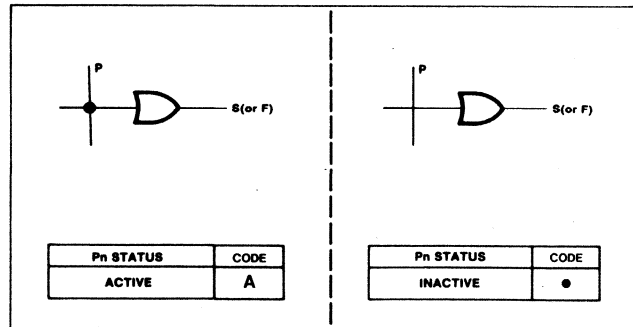 P
S(or F)
Pn STATUS CODE
ACTIVE A
P
S(or F)
Pn STATUS CODE
INACTIVE ●